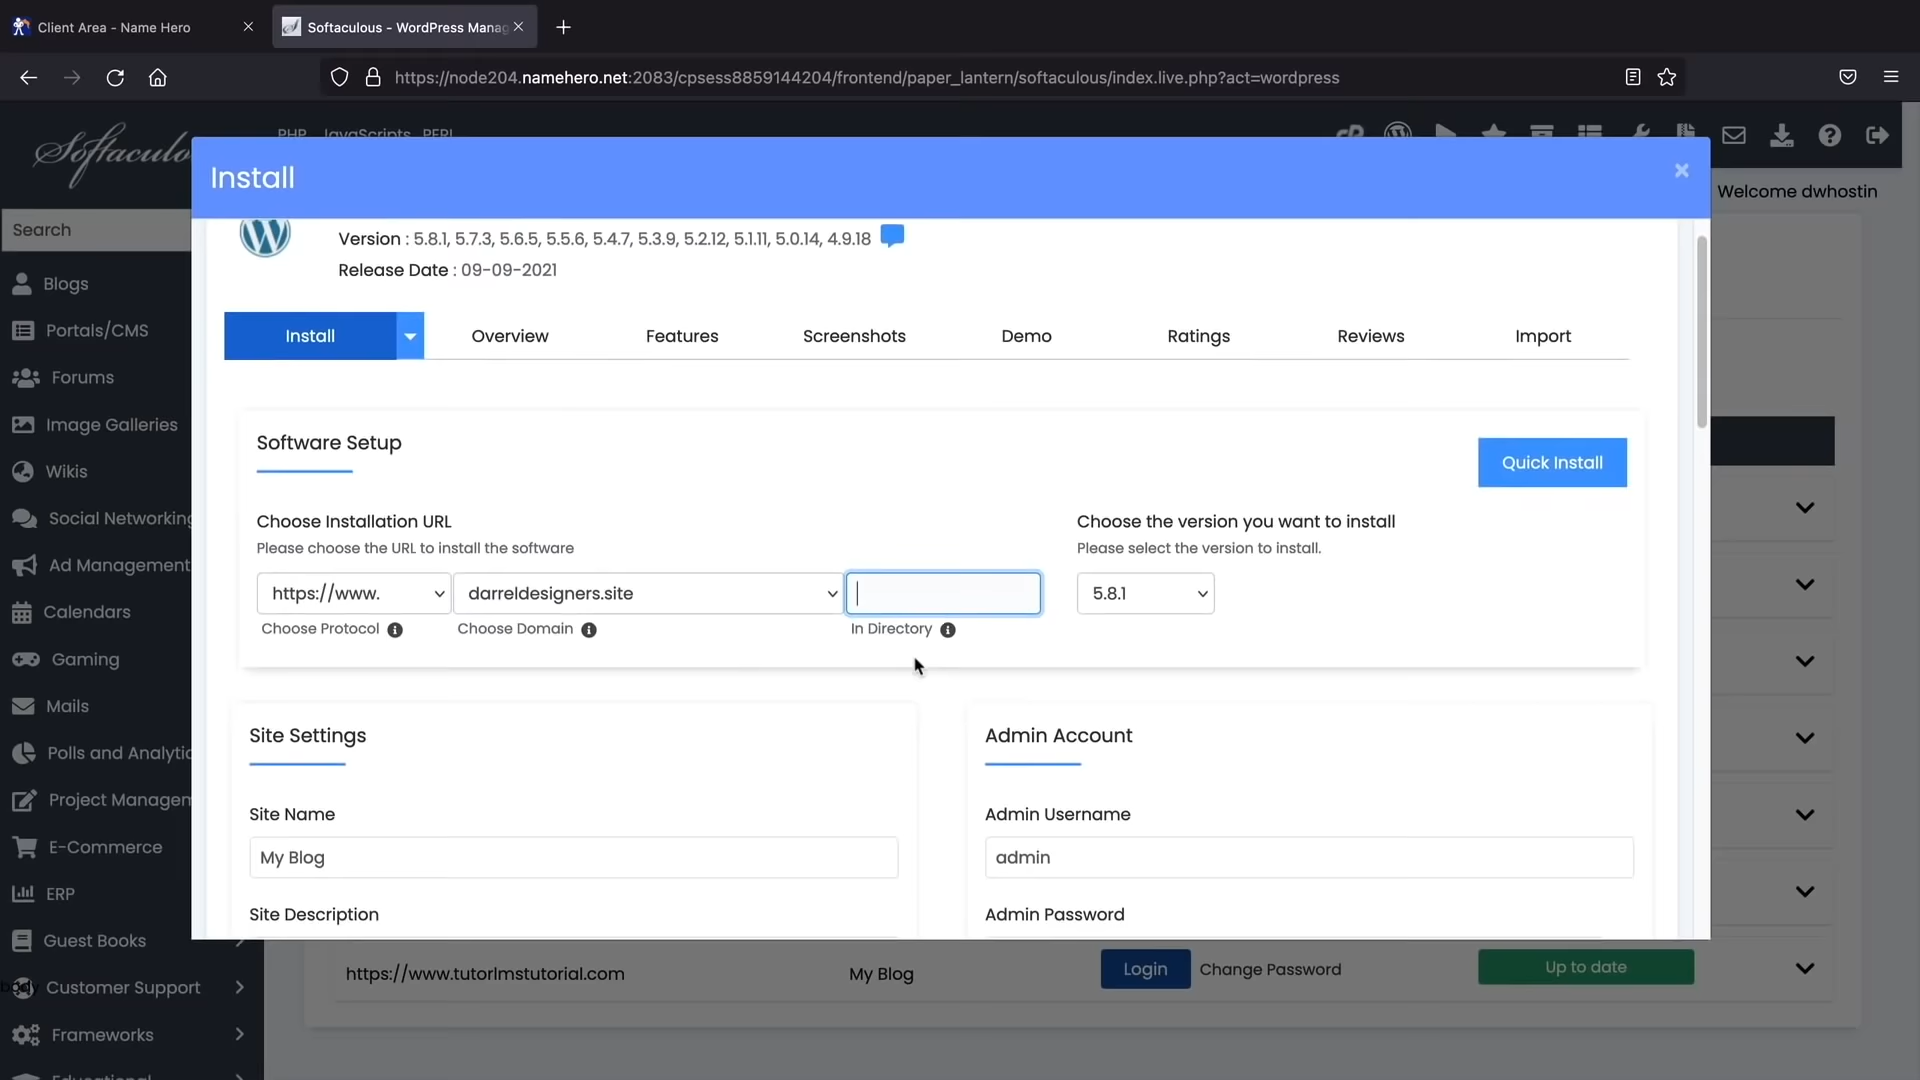 Client Area - Name Hero
Softaculous - WordPress Manag
https://node204.namehero.net:2083/cpsess8859144204/frontend/paper_lantern/softaculous/index.live.php?act=wordpress
Softaculo
PHP JavaScripts PERL
Install
Welcome dwhostin
Search
Version : 5.8.1, 5.7.3, 5.6.5, 5.5.6, 5.4.7, 5.3.9, 5.2.12, 5.1.11, 5.0.14, 4.9.18
Release Date : 09-09-2021
Blogs
Portals/CMS
Forums
Image Galleries
Wikis
Social Networking
Ad Management
Calendars
Gaming
Mails
Polls and Analytic
Project Managem
E-Commerce
ERP
Guest Books
Customer Support
Frameworks
Install
Overview
Features
Screenshots
Demo
Ratings
Reviews
Import
Software Setup
Quick Install
Choose Installation URL
Please choose the URL to install the software
https://www.
darreldesigners.site
Choose Protocol
Choose Domain
In Directory
Choose the version you want to install
Please select the version to install.
5.8.1
Site Settings
Site Name
My Blog
Site Description
Admin Account
Admin Username
admin
Admin Password
https://www.tutorlmstutorial.com
My Blog
Login
Change Password
Up to date